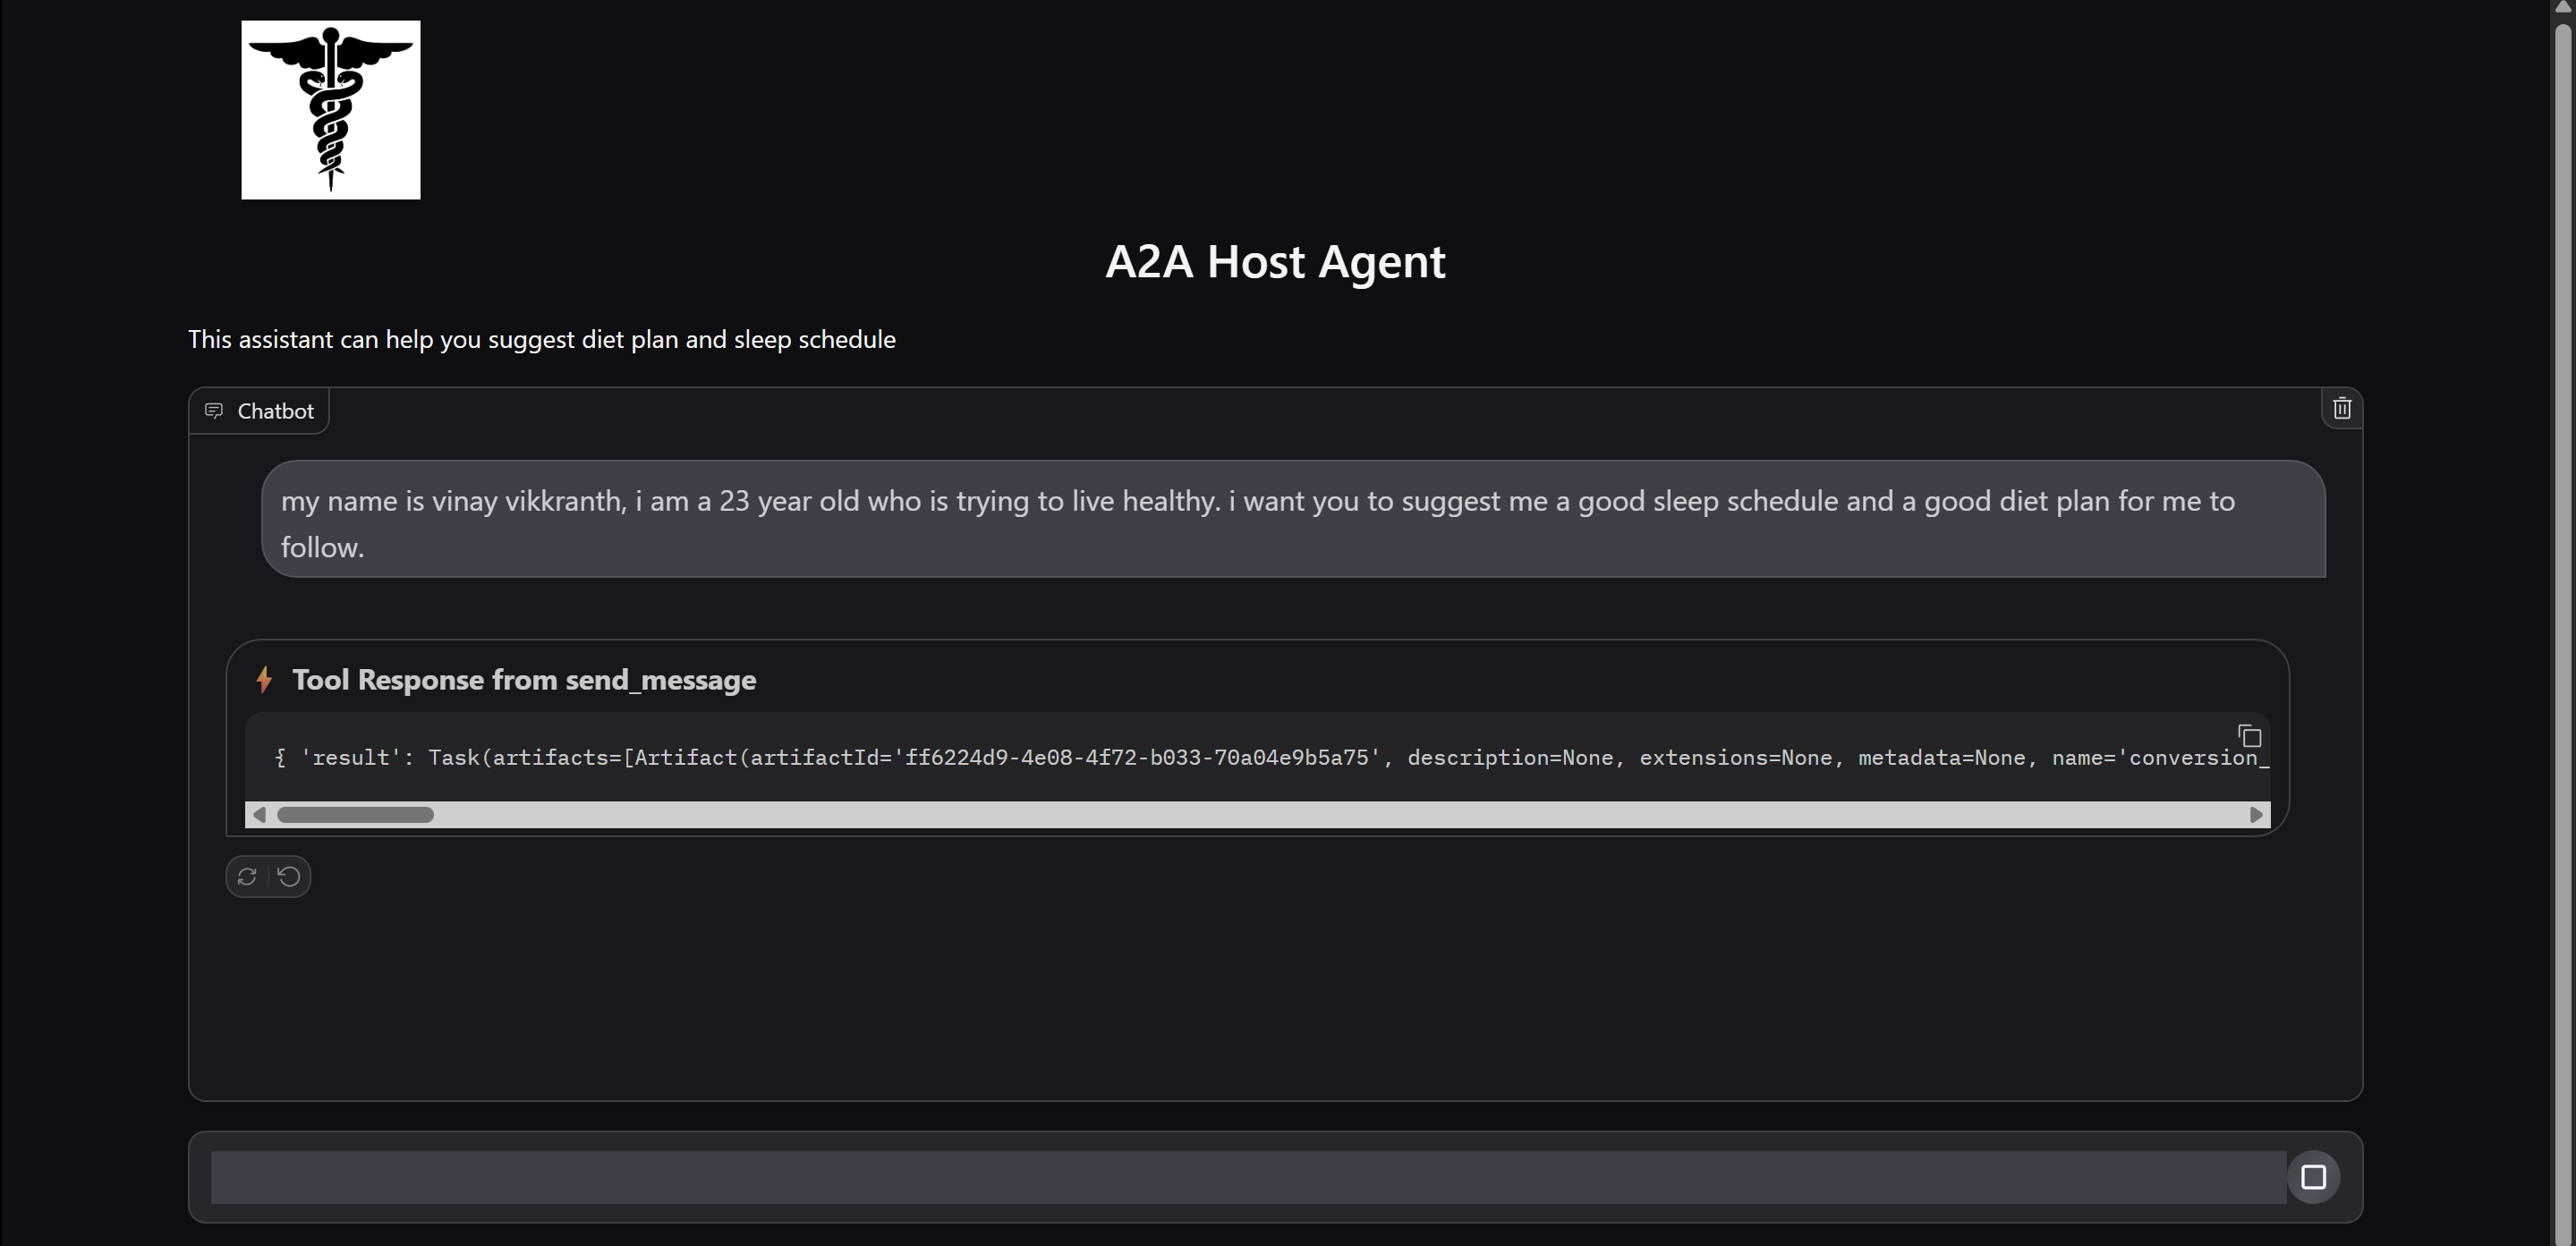 A2A Host Agent
This assistant can help you suggest diet plan and sleep schedule
Chatbot
my name is vinay vikkranth, i am a 23 year old who is trying to live healthy. i want you to suggest me a good sleep schedule and a good diet plan for me to
follow.
Tool Response from send_message
{ 'result': Task(artifacts=[Artifact(artifactId='ff6224d9-4e08-4f72-b033-70a04e9b5a75', description=None, extensions=None, metadata=None, name='conversion_